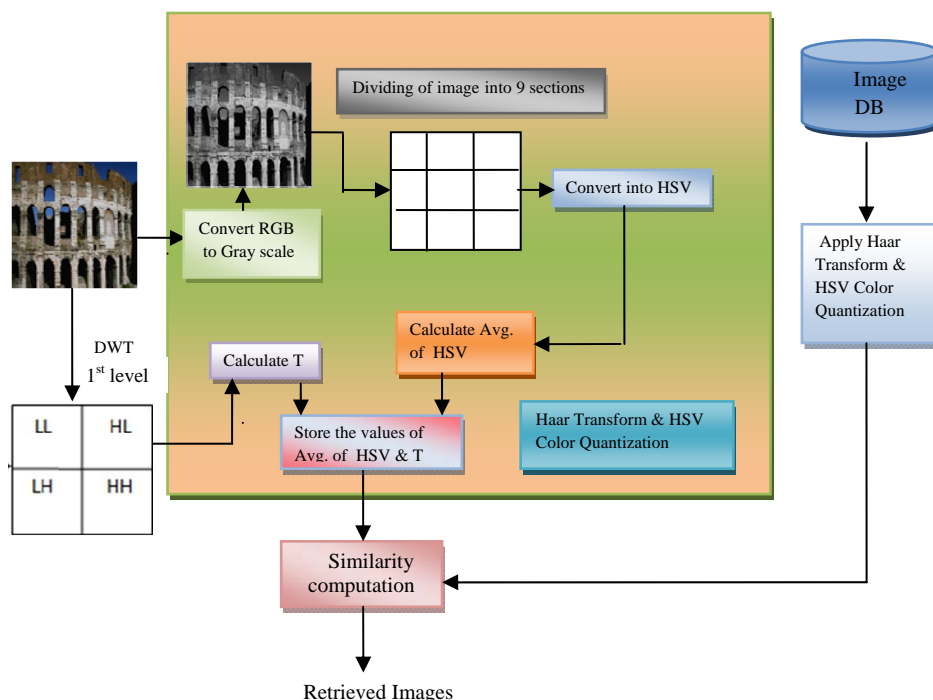 Image
DB
Dividing of image into 9 sections
Convert into HSV
Convert RGB
to Gray scale
Apply Haar
Transform &
HSV Color
Quantization
DWT
1st level
Calculate T
Calculate Avg.
of HSV
LL HL
LH HH
Store the values of
Avg. of HSV & T
Haar Transform & HSV
Color Quantization
Similarity
computation
Retrieved Images